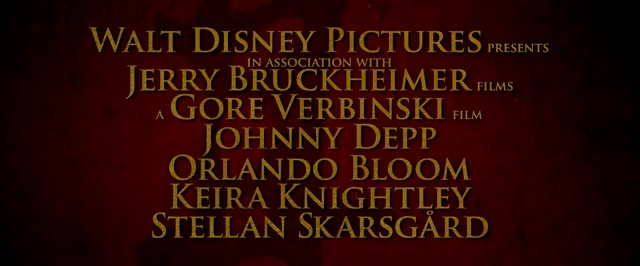 WALT DISNEY PICTURES PRESENTS
IN ASSOCIATION WITH
JERRY BRUCKHEIMER FILMS
A GORE VERBINSKI FILM
JOHNNY DEPP
ORLANDO BLOOM
KEIRA KNIGHTLEY
STELLAN SKARSGÅRD